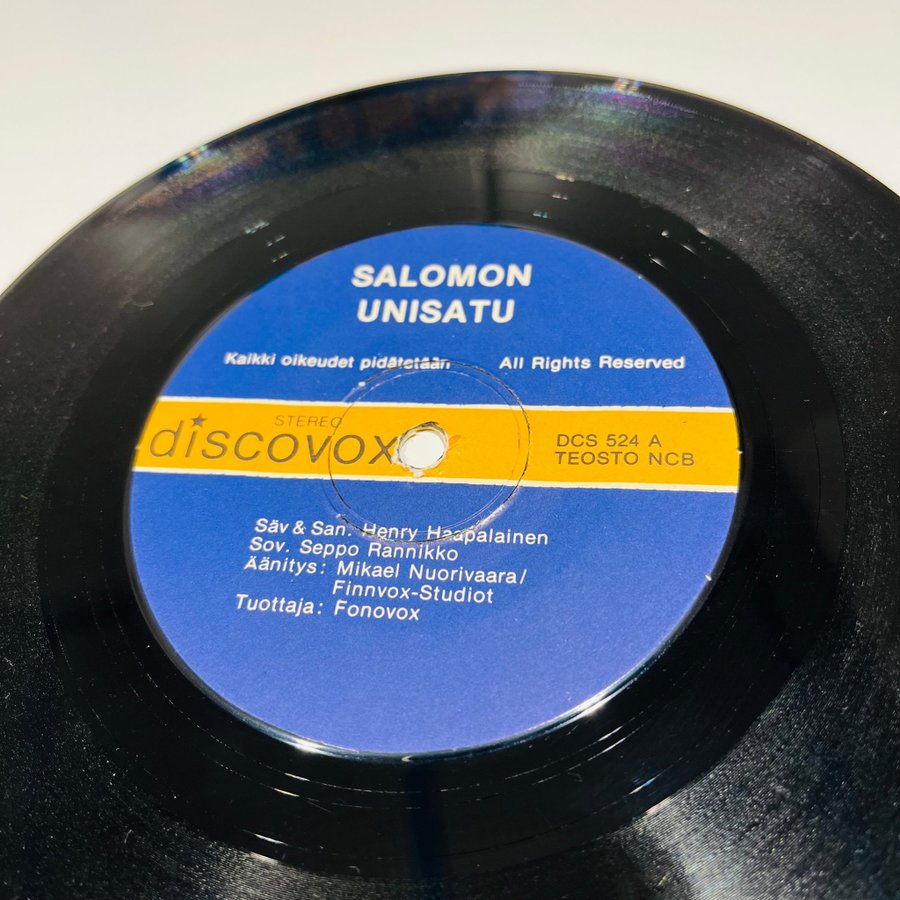 SALOMON
UNISATU
Kaikki oikeudet pidätetään All Rights Reserved
STEREO
discovox
DCS 524 A
TEOSTO NCB
Säv & San. Henry Haapalainen
Sov. Seppo Rannikko
Äänitys: Mikael Nuorivaara/
Finnvox-Studiot
Tuottaja: Fonovox